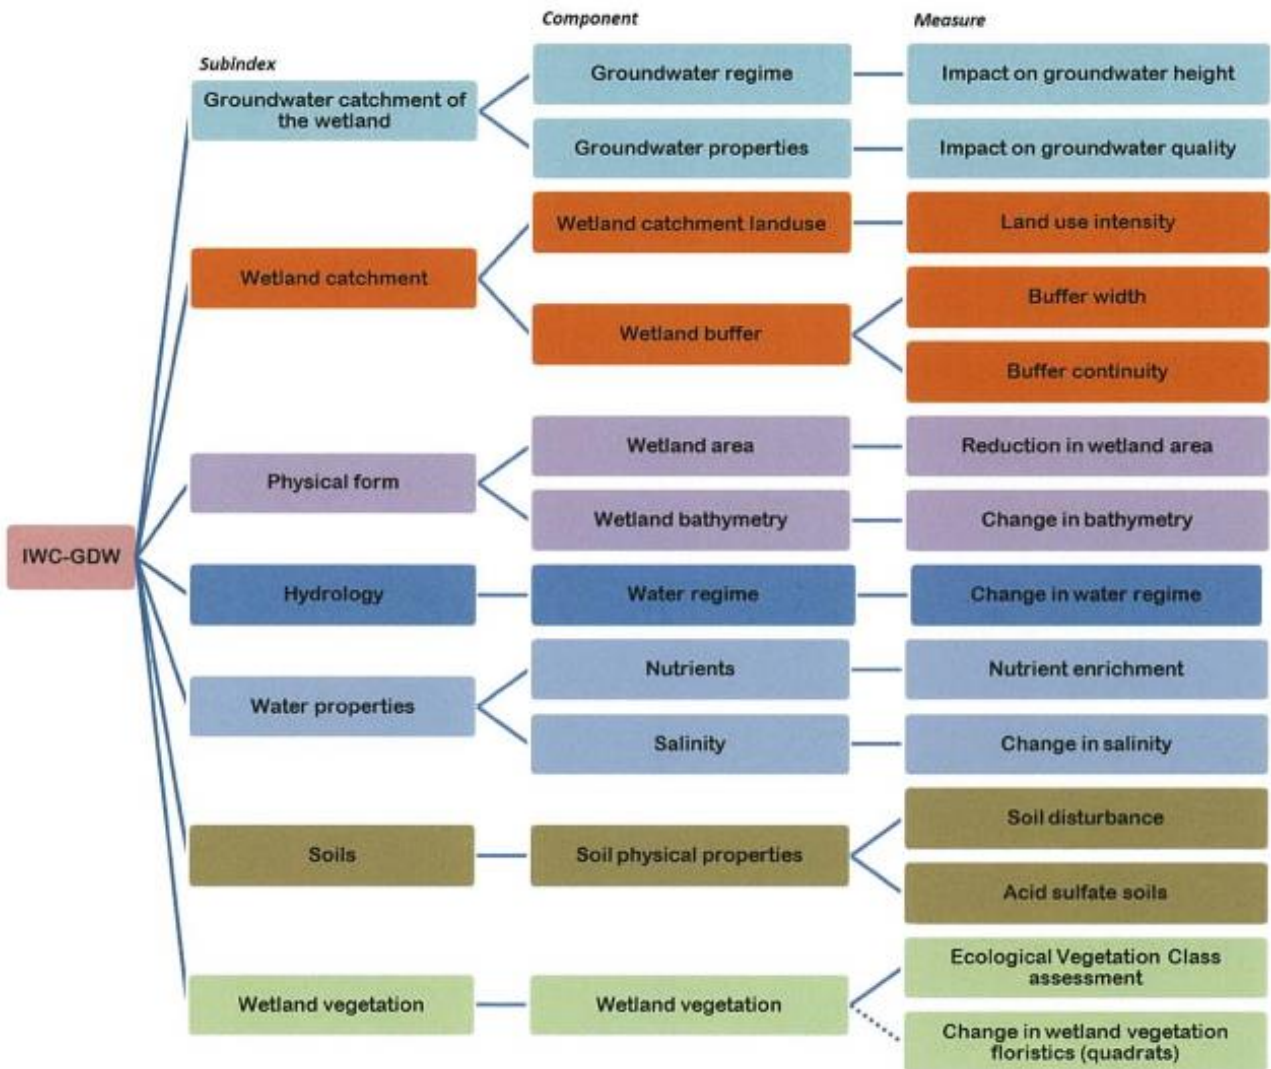 Component
Measure
Subindex
Groundwater catchment of
the wetland
Groundwater regime
Impact on groundwater height
Groundwater properties
Impact on groundwater quality
Wetland catchment
Wetland catchment landuse
Land use intensity
Wetland buffer
Buffer width
Buffer continuity
Physical form
Wetland area
Reduction in wetland area
Wetland bathymetry
Change in bathymetry
IWC-GDW
Hydrology
Water regime
Change in water regime
Water properties
Nutrients
Nutrient enrichment
Salinity
Change in salinity
Soils
Soil physical properties
Soil disturbance
Acid sulfate soils
Wetland vegetation
Wetland vegetation
Ecological Vegetation Class
assessment
Change in wetland vegetation
floristics (quadrats)